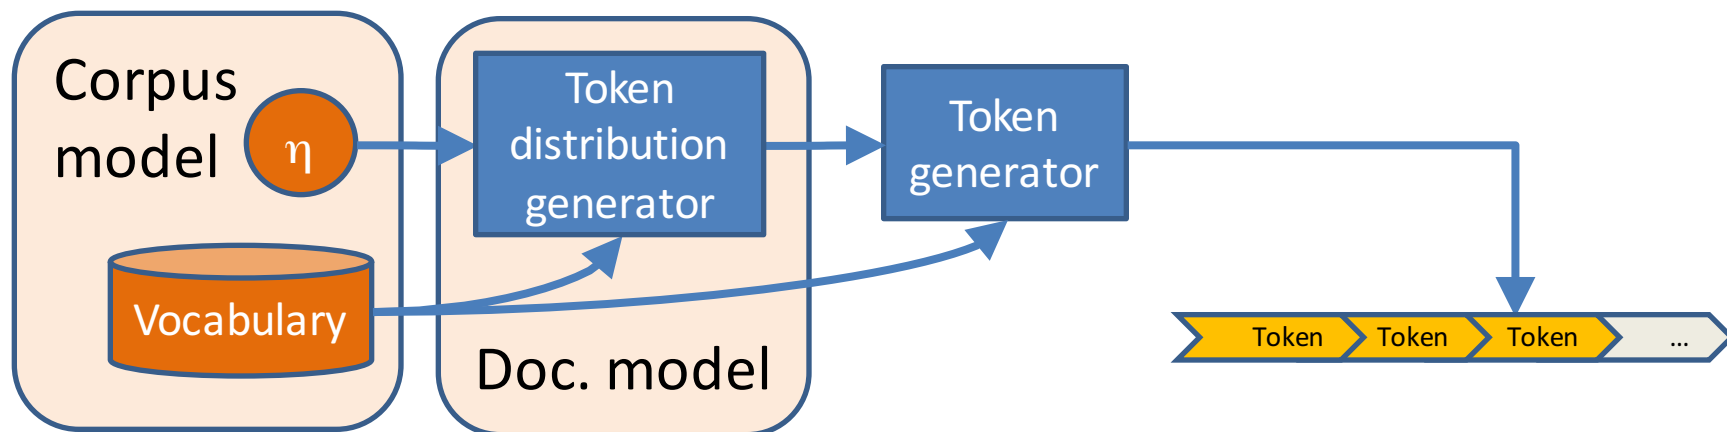 Corpus
model
η
Vocabulary
Token
distribution
generator
Doc. model
Token
generator
Token
Token
Token
...